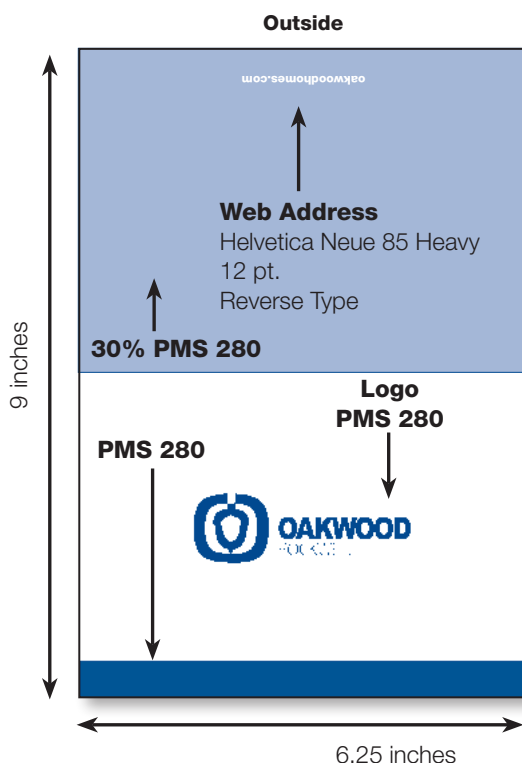 Outside
oakwoodhomes.com
Web Address
Helvetica Neue 85 Heavy
12 pt.
Reverse Type
30% PMS 280
9 inches
Logo
PMS 280
PMS 280
OAKWOOD
6.25 inches